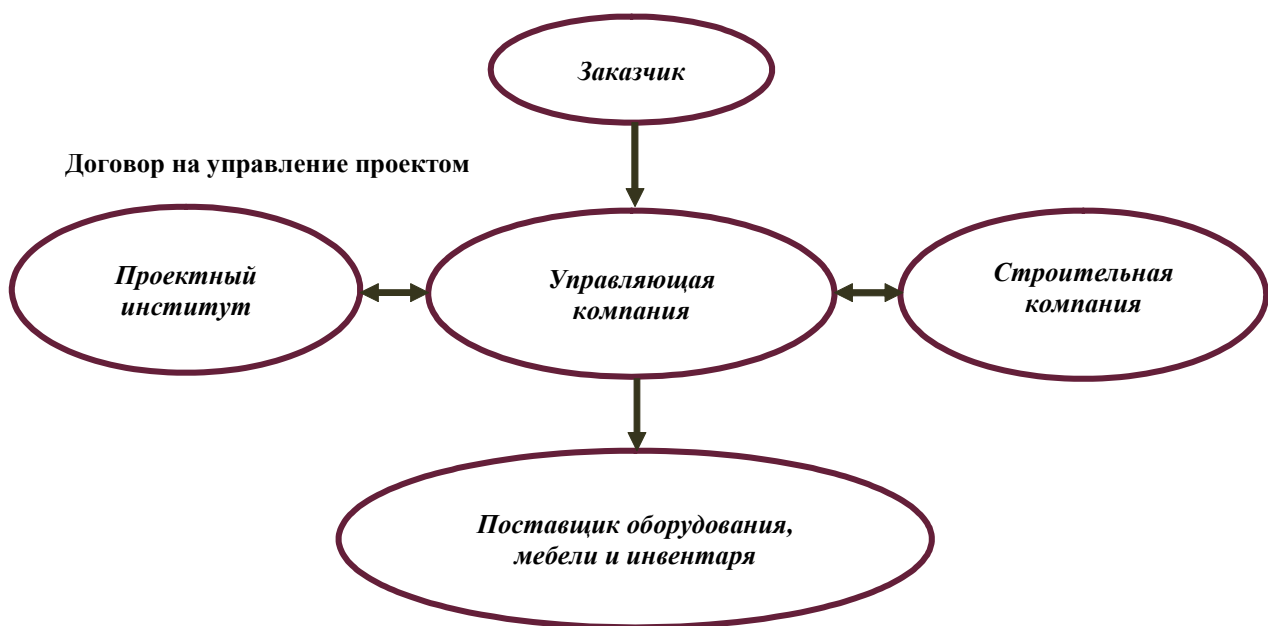 Заказчик
Договор на управление проектом
Проектный
институт
Управляющая
компания
Строительная
компания
Поставщик оборудования,
мебели и инвентаря